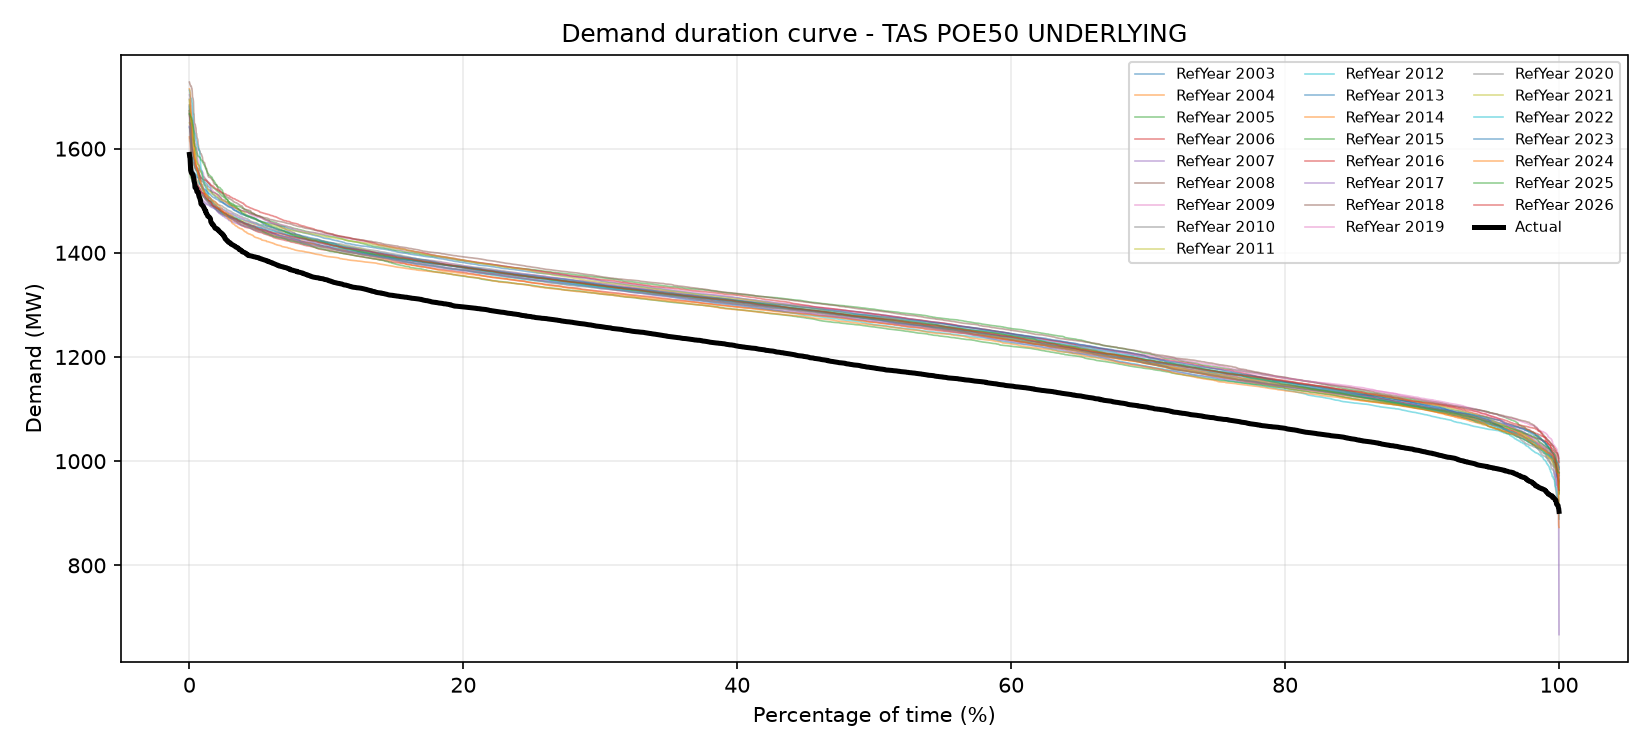 Demand duration curve - TAS POE50 UNDERLYING
Demand (MW)
1600
1400
1200
1000
800
0
20
40
60
80
100
Percentage of time (%)
RefYear 2003
RefYear 2004
RefYear 2005
RefYear 2006
RefYear 2007
RefYear 2008
RefYear 2009
RefYear 2010
RefYear 2011
RefYear 2012
RefYear 2013
RefYear 2014
RefYear 2015
RefYear 2016
RefYear 2017
RefYear 2018
RefYear 2019
RefYear 2020
RefYear 2021
RefYear 2022
RefYear 2023
RefYear 2024
RefYear 2025
RefYear 2026
Actual